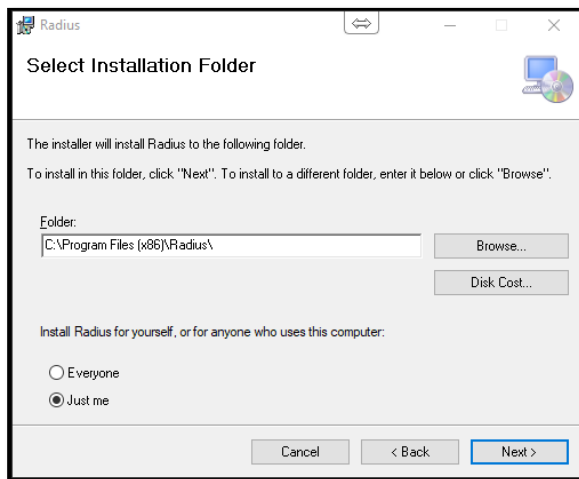 Radius
Select Installation Folder
The installer will install Radius to the following folder.
To install in this folder, click "Next". To install to a different folder, enter it below or click "Browse".
Folder:
C:\Program Files (x86)\Radius\
Browse...
Disk Cost...
Install Radius for yourself, or for anyone who uses this computer:
Everyone
Just me
Cancel
< Back
Next >